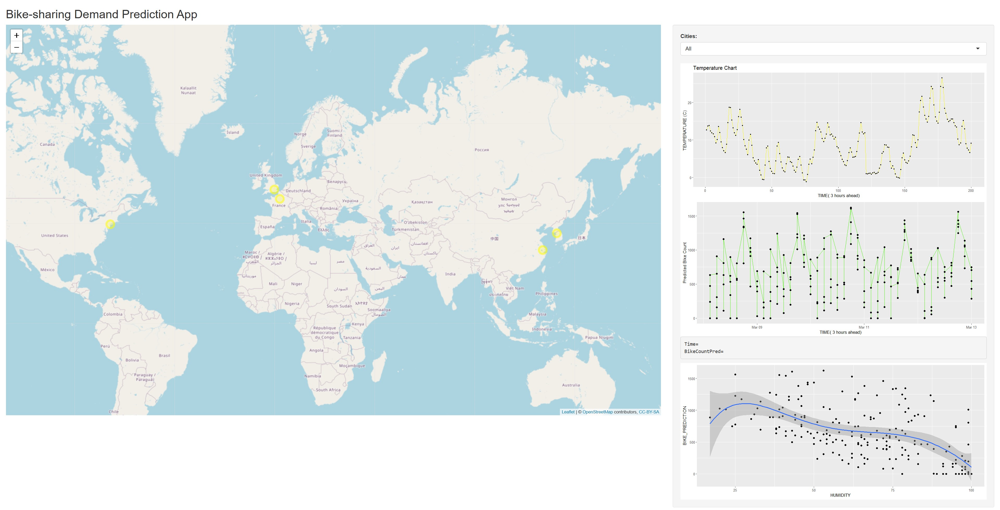 Bike-sharing Demand Prediction App
+
−
Kalaallit
Nunaat
Ísland
Canada
Norge
Suomi /
Finland
Sverige
Россия
United Kingdom
Беларусь
Deutschland
France
Україна
România
Қазақстан
Монгол
улс
Italia
España
Ελλάς
O'zbekiston
Türkmenistan
United States
中国
日本
العراق
ایران
افغانستان
پاکستان
Maroc /
ⵍⵎⵖⵔⵉⴱ /
المغرب
Algérie /
الجزائر
ليبيا
مصر
السعودية
عمان
México
موريتانيا
Mali
Niger
السودان
اليمن
India
Việt Nam
ประเทศไทย
Philippines
Nigeria
South Sudan
ኢትዮጵያ
Soomaaliya
الصومال
Colombia
Malaysia
Kenya
République
démocratique
du Congo
Tanzania
Indonesia
Papua Niugini
Perú
Angola
Brasil
Bolivia
Moçambique
Paraguay /
Paraguái
Namibia
South Africa
Australia
Chile
Leaflet | © OpenStreetMap contributors, CC-BY-SA
Cities:
All
Temperature Chart
TEMPERATURE (C)
20
10
0
0 50 100 150 200
TIME( 3 hours ahead)
Predicted Bike Count
1500
1000
500
0
Mar 09 Mar 11 Mar 13
TIME( 3 hours ahead)
Time=
BikeCountPred=
BIKE_PREDICTION
1500
1000
500
0
25 50 75 100
HUMIDITY